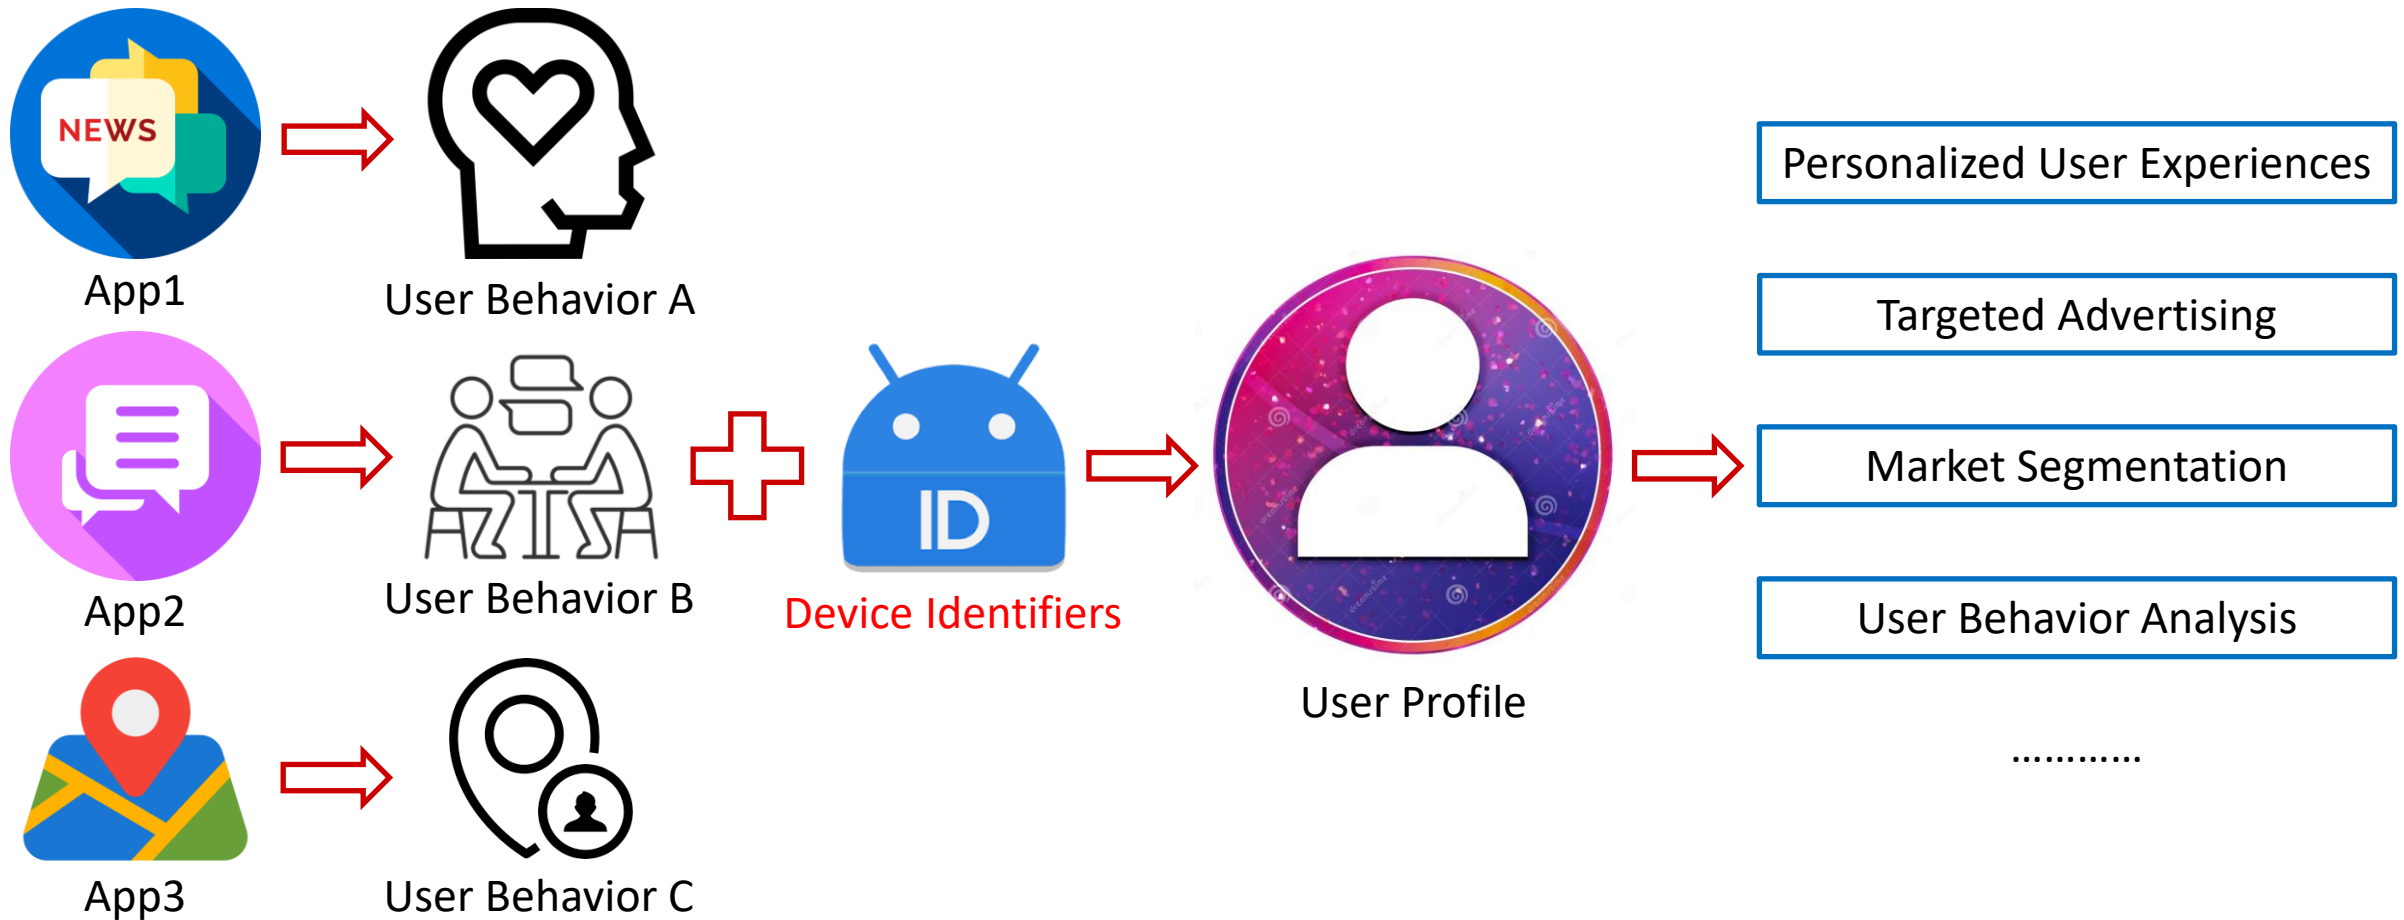 NEWS
App1
User Behavior A
App2
User Behavior B
App3
User Behavior C
ID
Device Identifiers
User Profile
Personalized User Experiences
Targeted Advertising
Market Segmentation
User Behavior Analysis
............